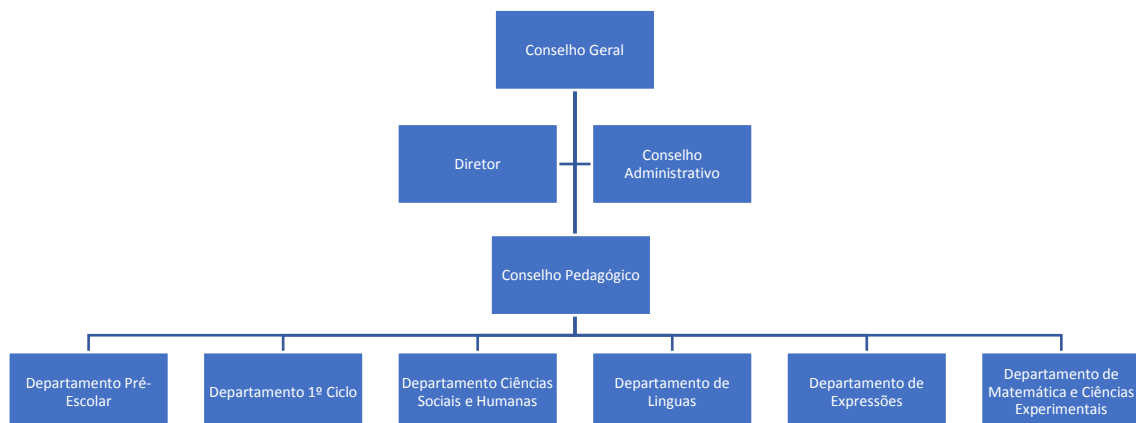 Conselho Geral
Diretor
Conselho
Administrativo
Conselho Pedagógico
Departamento Pré-
Escolar
Departamento 1º Ciclo
Departamento Ciências
Sociais e Humanas
Departamento de
Linguas
Departamento de
Expressões
Departamento de
Matemática e Ciências
Experimentais